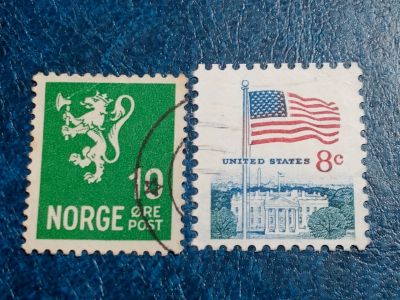 10
NORGE ØRE
POST
UNITED STATES 8c